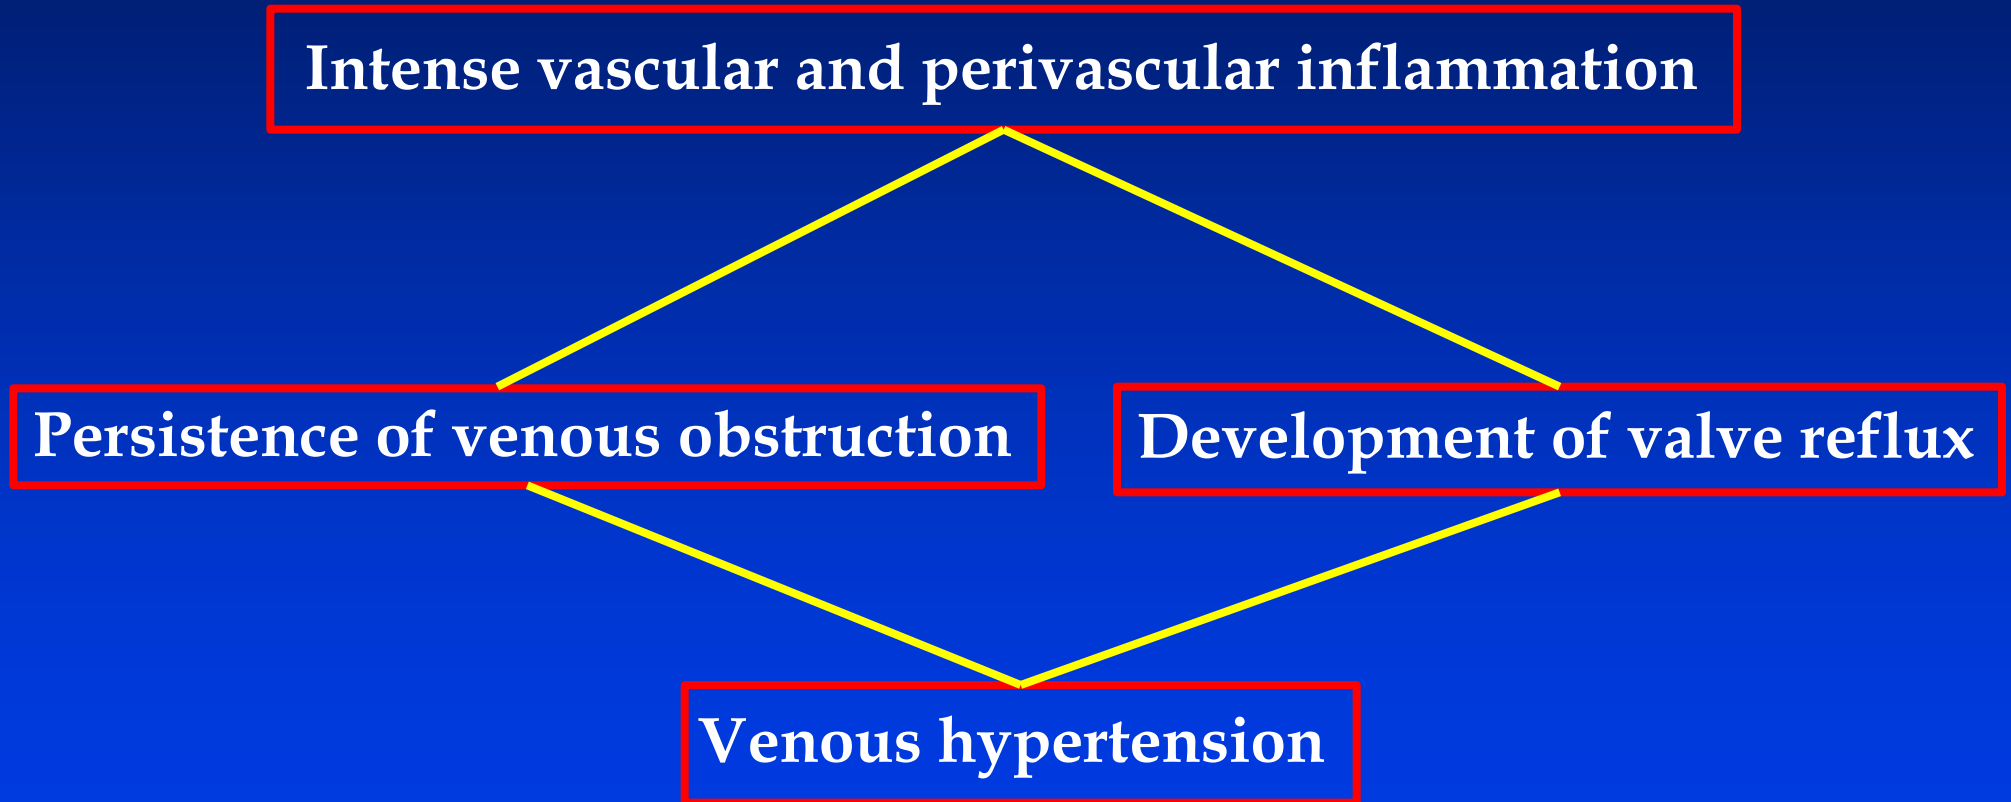 Intense vascular and perivascular inflammation
Persistence of venous obstruction
Development of valve reflux
Venous hypertension